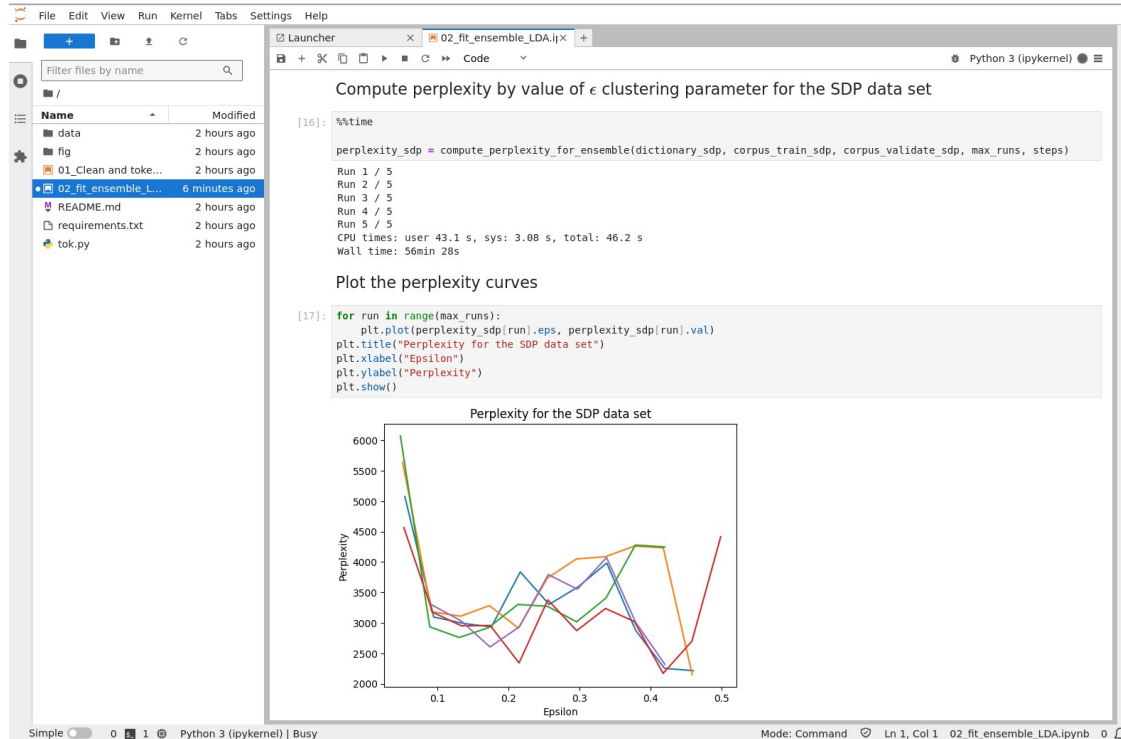 File Edit View Run Kernel Tabs Settings Help
+
Filter files by name
/
Name Modified
data 2 hours ago
fig 2 hours ago
01_Clean and toke... 2 hours ago
02_fit_ensemble_L... 6 minutes ago
README.md 2 hours ago
requirements.txt 2 hours ago
tok.py 2 hours ago
Launcher × 02_fit_ensemble_LDA.i × +
Code Python 3 (ipykernel)
Compute perplexity by value of ϵ clustering parameter for the SDP data set
[16]: %%time
perplexity_sdp = compute_perplexity_for_ensemble(dictionary_sdp, corpus_train_sdp, corpus_validate_sdp, max_runs, steps)
Run 1 / 5
Run 2 / 5
Run 3 / 5
Run 4 / 5
Run 5 / 5
CPU times: user 43.1 s, sys: 3.08 s, total: 46.2 s
Wall time: 56min 28s
Plot the perplexity curves
[17]: for run in range(max_runs):
    plt.plot(perplexity_sdp[run].eps, perplexity_sdp[run].val)
plt.title("Perplexity for the SDP data set")
plt.xlabel("Epsilon")
plt.ylabel("Perplexity")
plt.show()
Perplexity for the SDP data set
6000
5500
5000
4500
4000
3500
3000
2500
2000
Perplexity
0.1 0.2 0.3 0.4 0.5
Epsilon
Simple 0 1 Python 3 (ipykernel) | Busy Mode: Command Ln 1, Col 1 02_fit_ensemble_LDA.ipynb 0